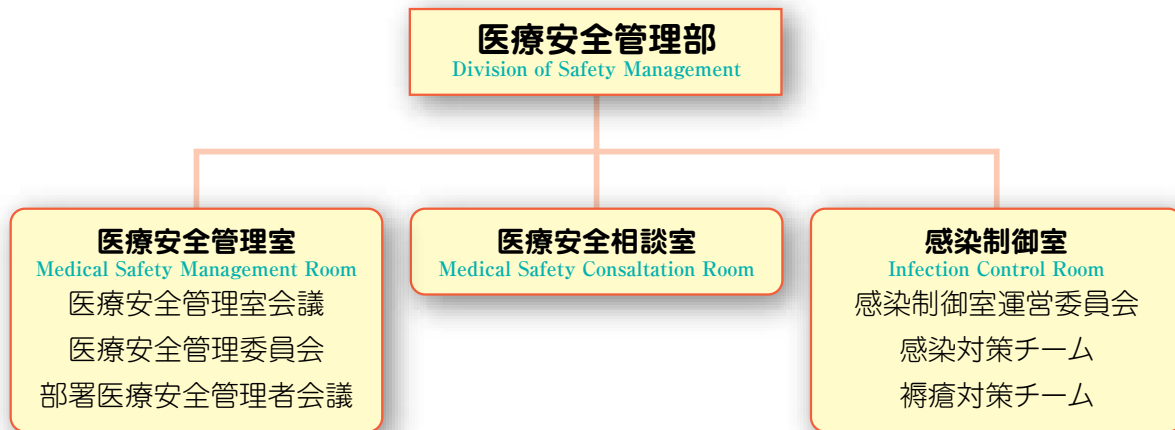 医療安全管理部
Division of Safety Management
医療安全管理室
Medical Safety Management Room
医療安全管理室会議
医療安全管理委員会
部署医療安全管理者会議
医療安全相談室
Medical Safety Consaltation Room
感染制御室
Infection Control Room
感染制御室運営委員会
感染対策チーム
褥瘡対策チーム